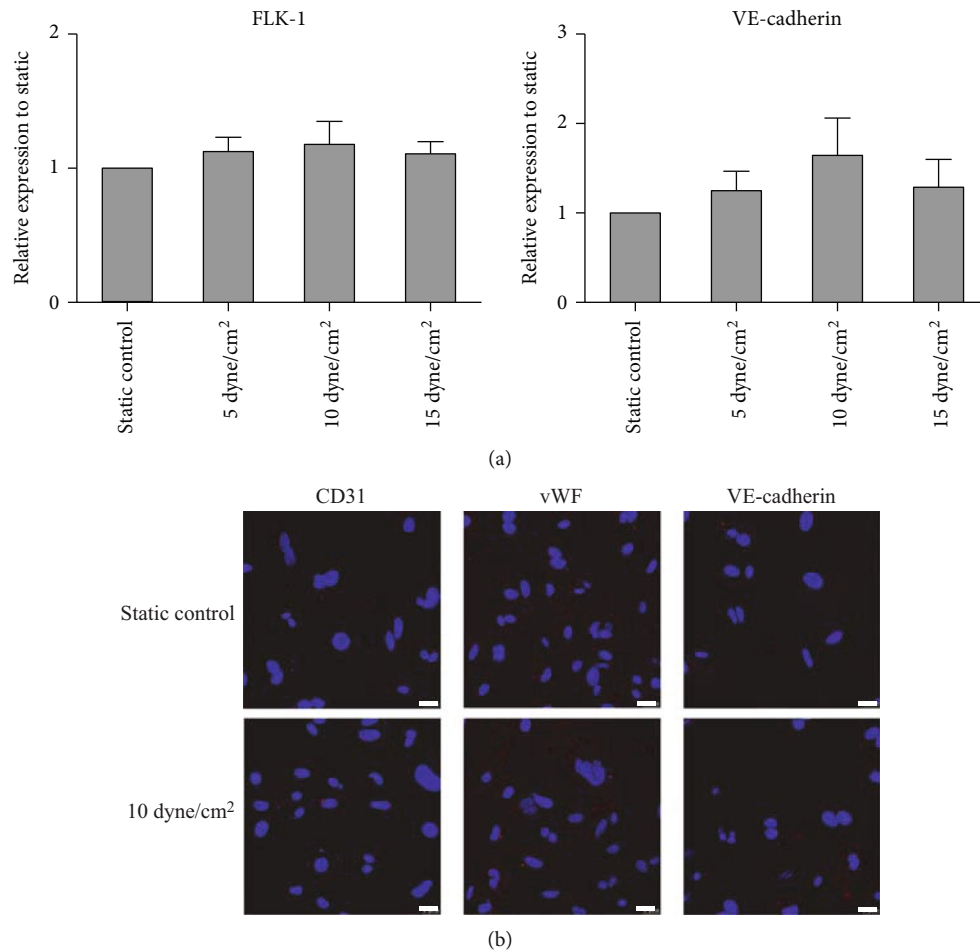 FLK-1
Relative expression to static
2
1
0
Static control
5 dyne/cm²
10 dyne/cm²
15 dyne/cm²
VE-cadherin
Relative expression to static
3
2
1
0
Static control
5 dyne/cm²
10 dyne/cm²
15 dyne/cm²
(a)
CD31 vWF VE-cadherin
Static control
10 dyne/cm²
(b)